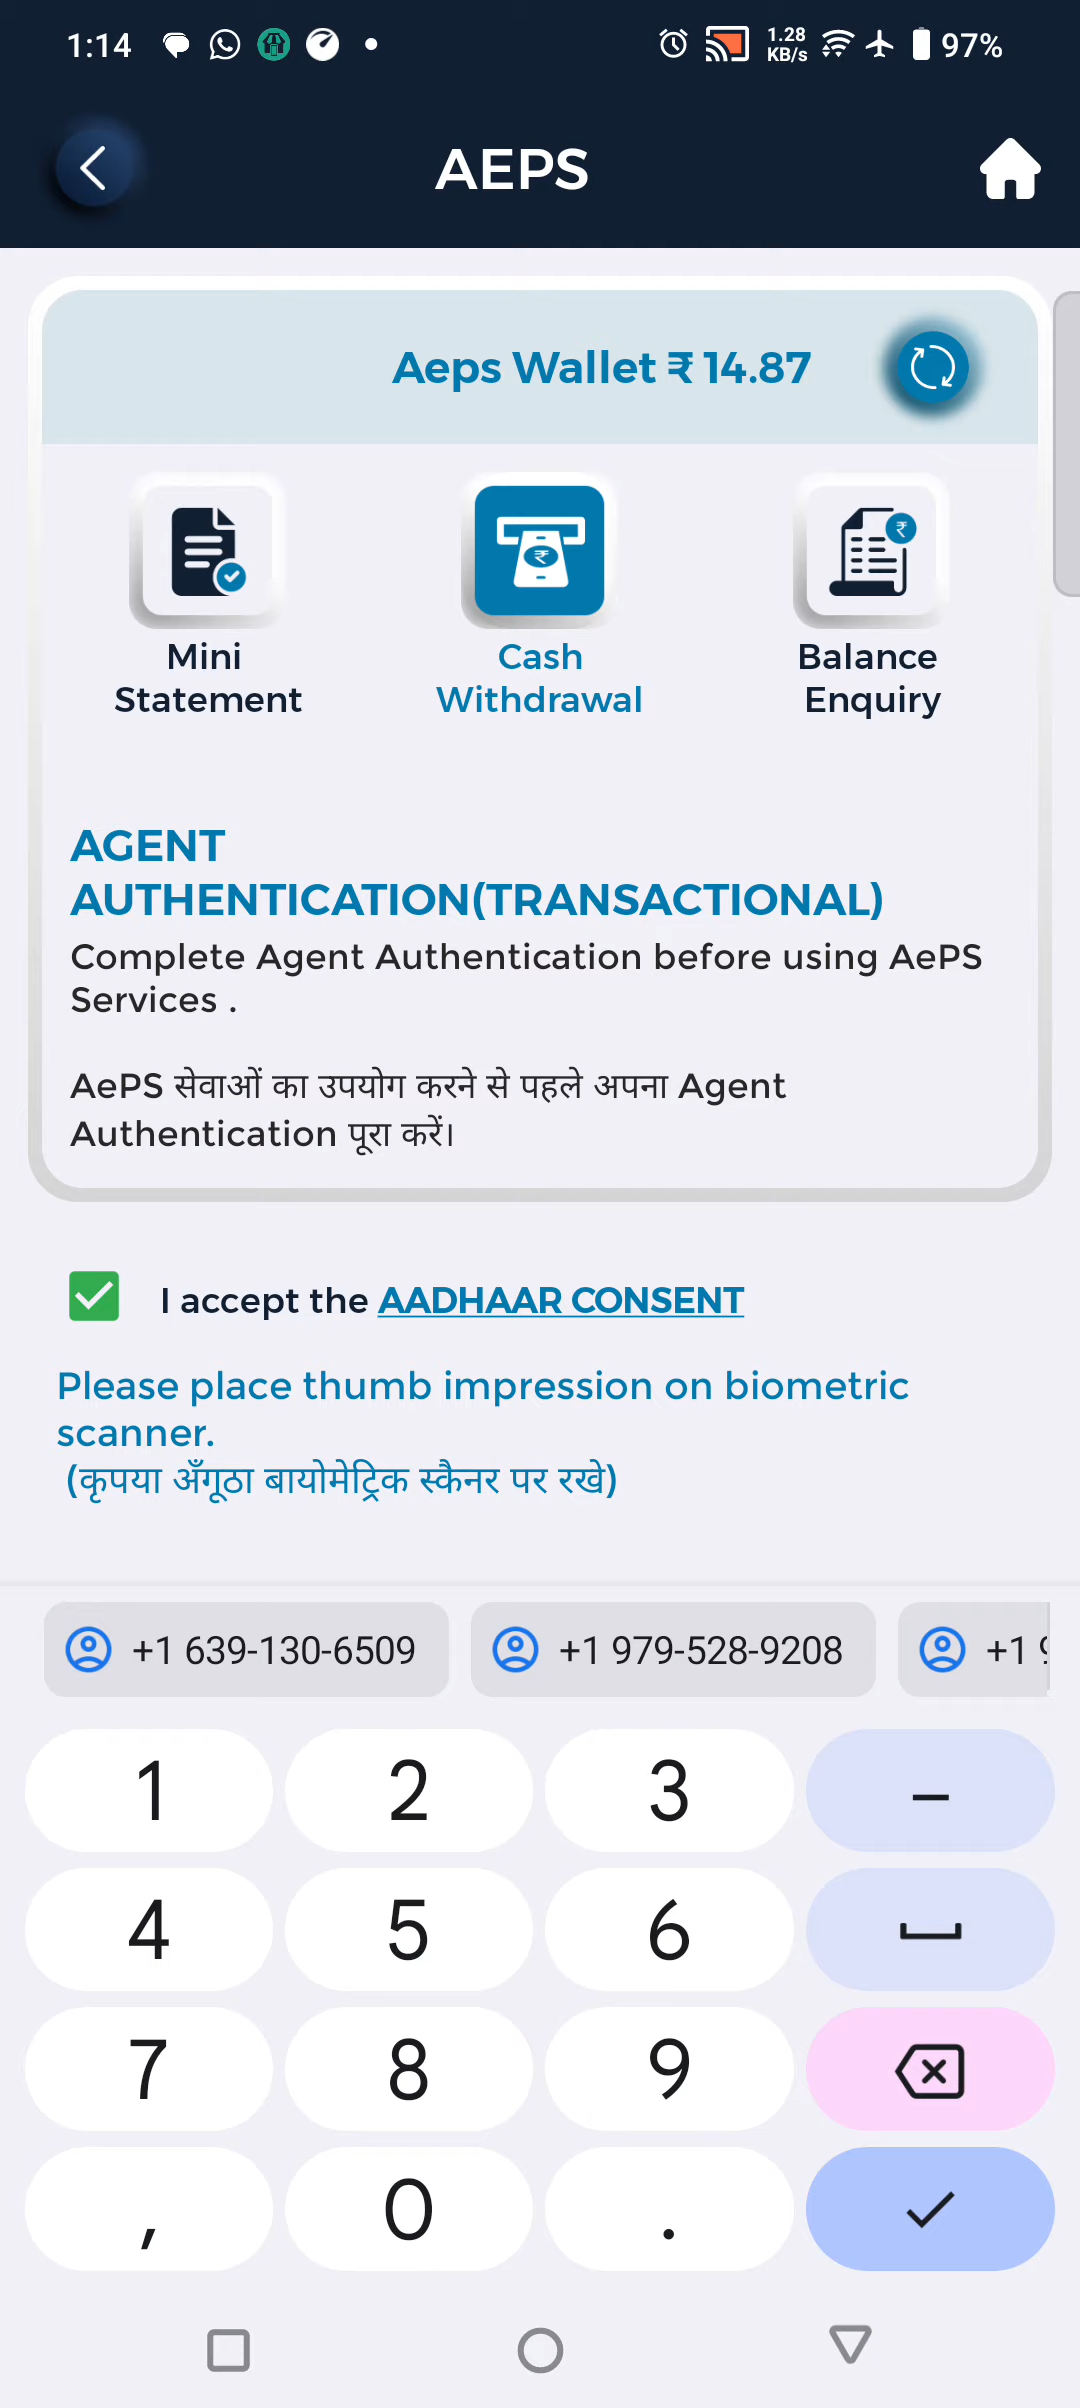 1:14
1.28
KB/s
97%
AEPS
Aeps Wallet ₹ 14.87
Mini
Statement
Cash
Withdrawal
Balance
Enquiry
AGENT
AUTHENTICATION(TRANSACTIONAL)
Complete Agent Authentication before using AePS
Services .
AePS सेवाओं का उपयोग करने से पहले अपना Agent
Authentication पूरा करें।
I accept the AADHAAR CONSENT
Please place thumb impression on biometric
scanner.
(कृपया अँगूठा बायोमेट्रिक स्कैनर पर रखे)
+1 639-130-6509
+1 979-528-9208
+1 9
1 2 3 –
4 5 6
7 8 9
, 0 .